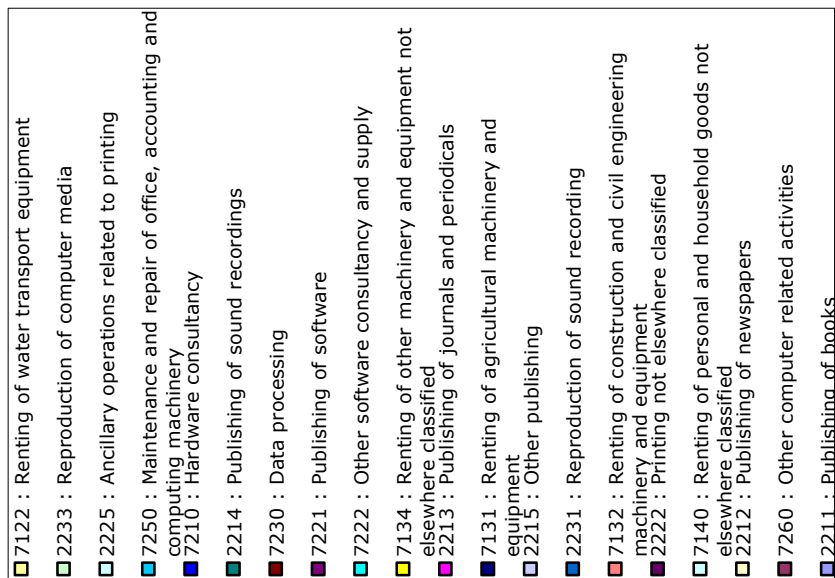 7122 : Renting of water transport equipment
2233 : Reproduction of computer media
2225 : Ancillary operations related to printing
7250 : Maintenance and repair of office, accounting and
computing machinery
7210 : Hardware consultancy
2214 : Publishing of sound recordings
7230 : Data processing
7221 : Publishing of software
7222 : Other software consultancy and supply
7134 : Renting of other machinery and equipment not
elsewhere classified
2213 : Publishing of journals and periodicals
7131 : Renting of agricultural machinery and
equipment
2215 : Other publishing
2231 : Reproduction of sound recording
7132 : Renting of construction and civil engineering
machinery and equipment
2222 : Printing not elsewhere classified
7140 : Renting of personal and household goods not
elsewhere classified
2212 : Publishing of newspapers
7260 : Other computer related activities
2211 : Publishing of books